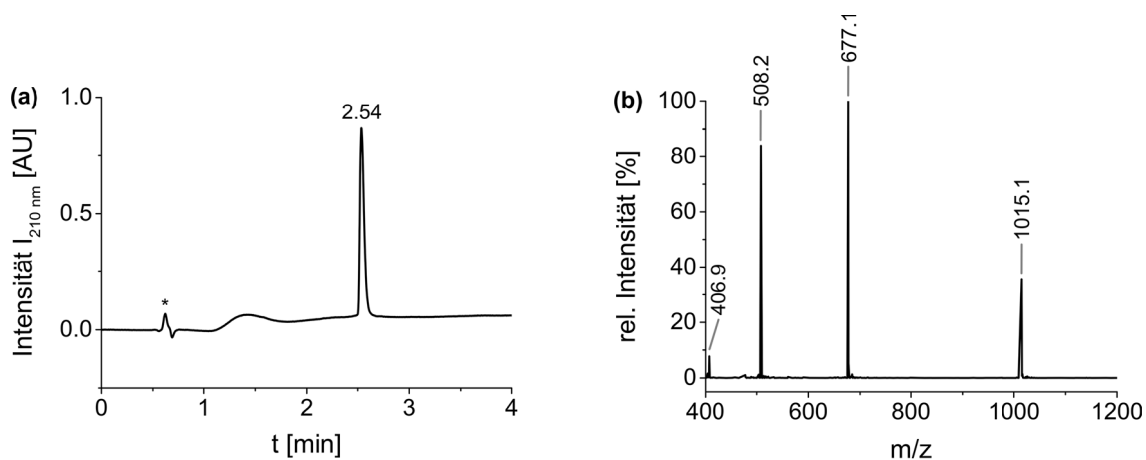 (a)
1.0
0.5
0.0
Intensität I210 nm [AU]
*
2.54
0 1 2 3 4
t [min]
(b)
100
80
60
40
20
0
rel. Intensität [%]
406.9
508.2
677.1
1015.1
400 600 800 1000 1200
m/z